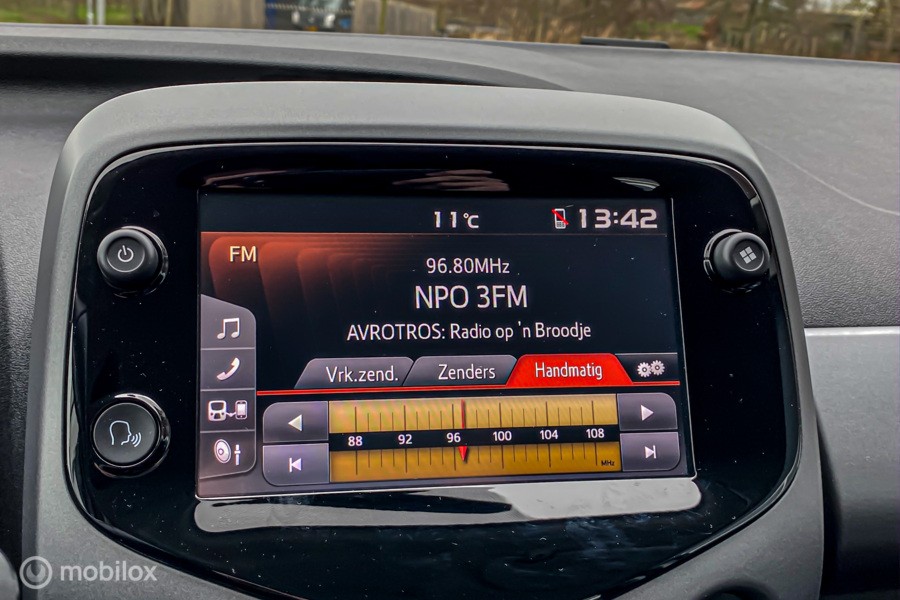 11°C 13:42
FM
96.80MHz
NPO 3FM
AVROTROS: Radio op 'n Broodje
Vrk.zend. Zenders Handmatig
88 92 96 100 104 108
MHz
mobilox